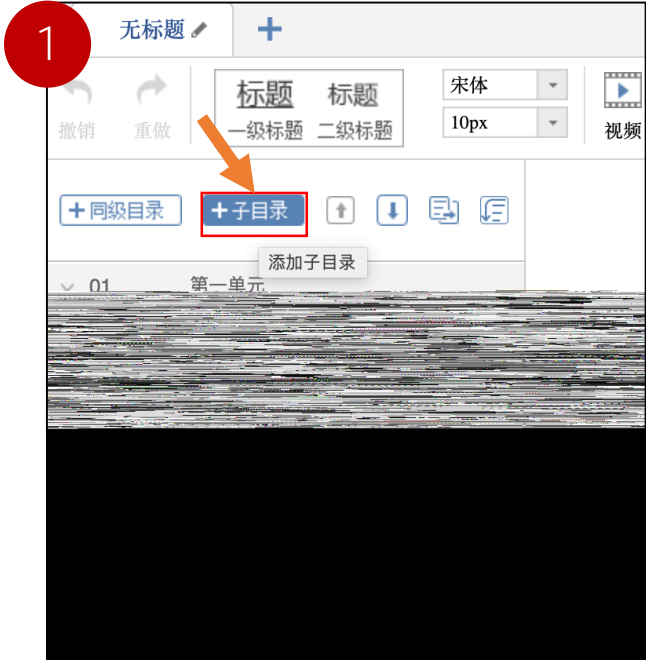 1
无标题
标题 标题 宋体
撤销 重做 一级标题 二级标题 10px 视频
同级目录 子目录
添加子目录
01 第一单元